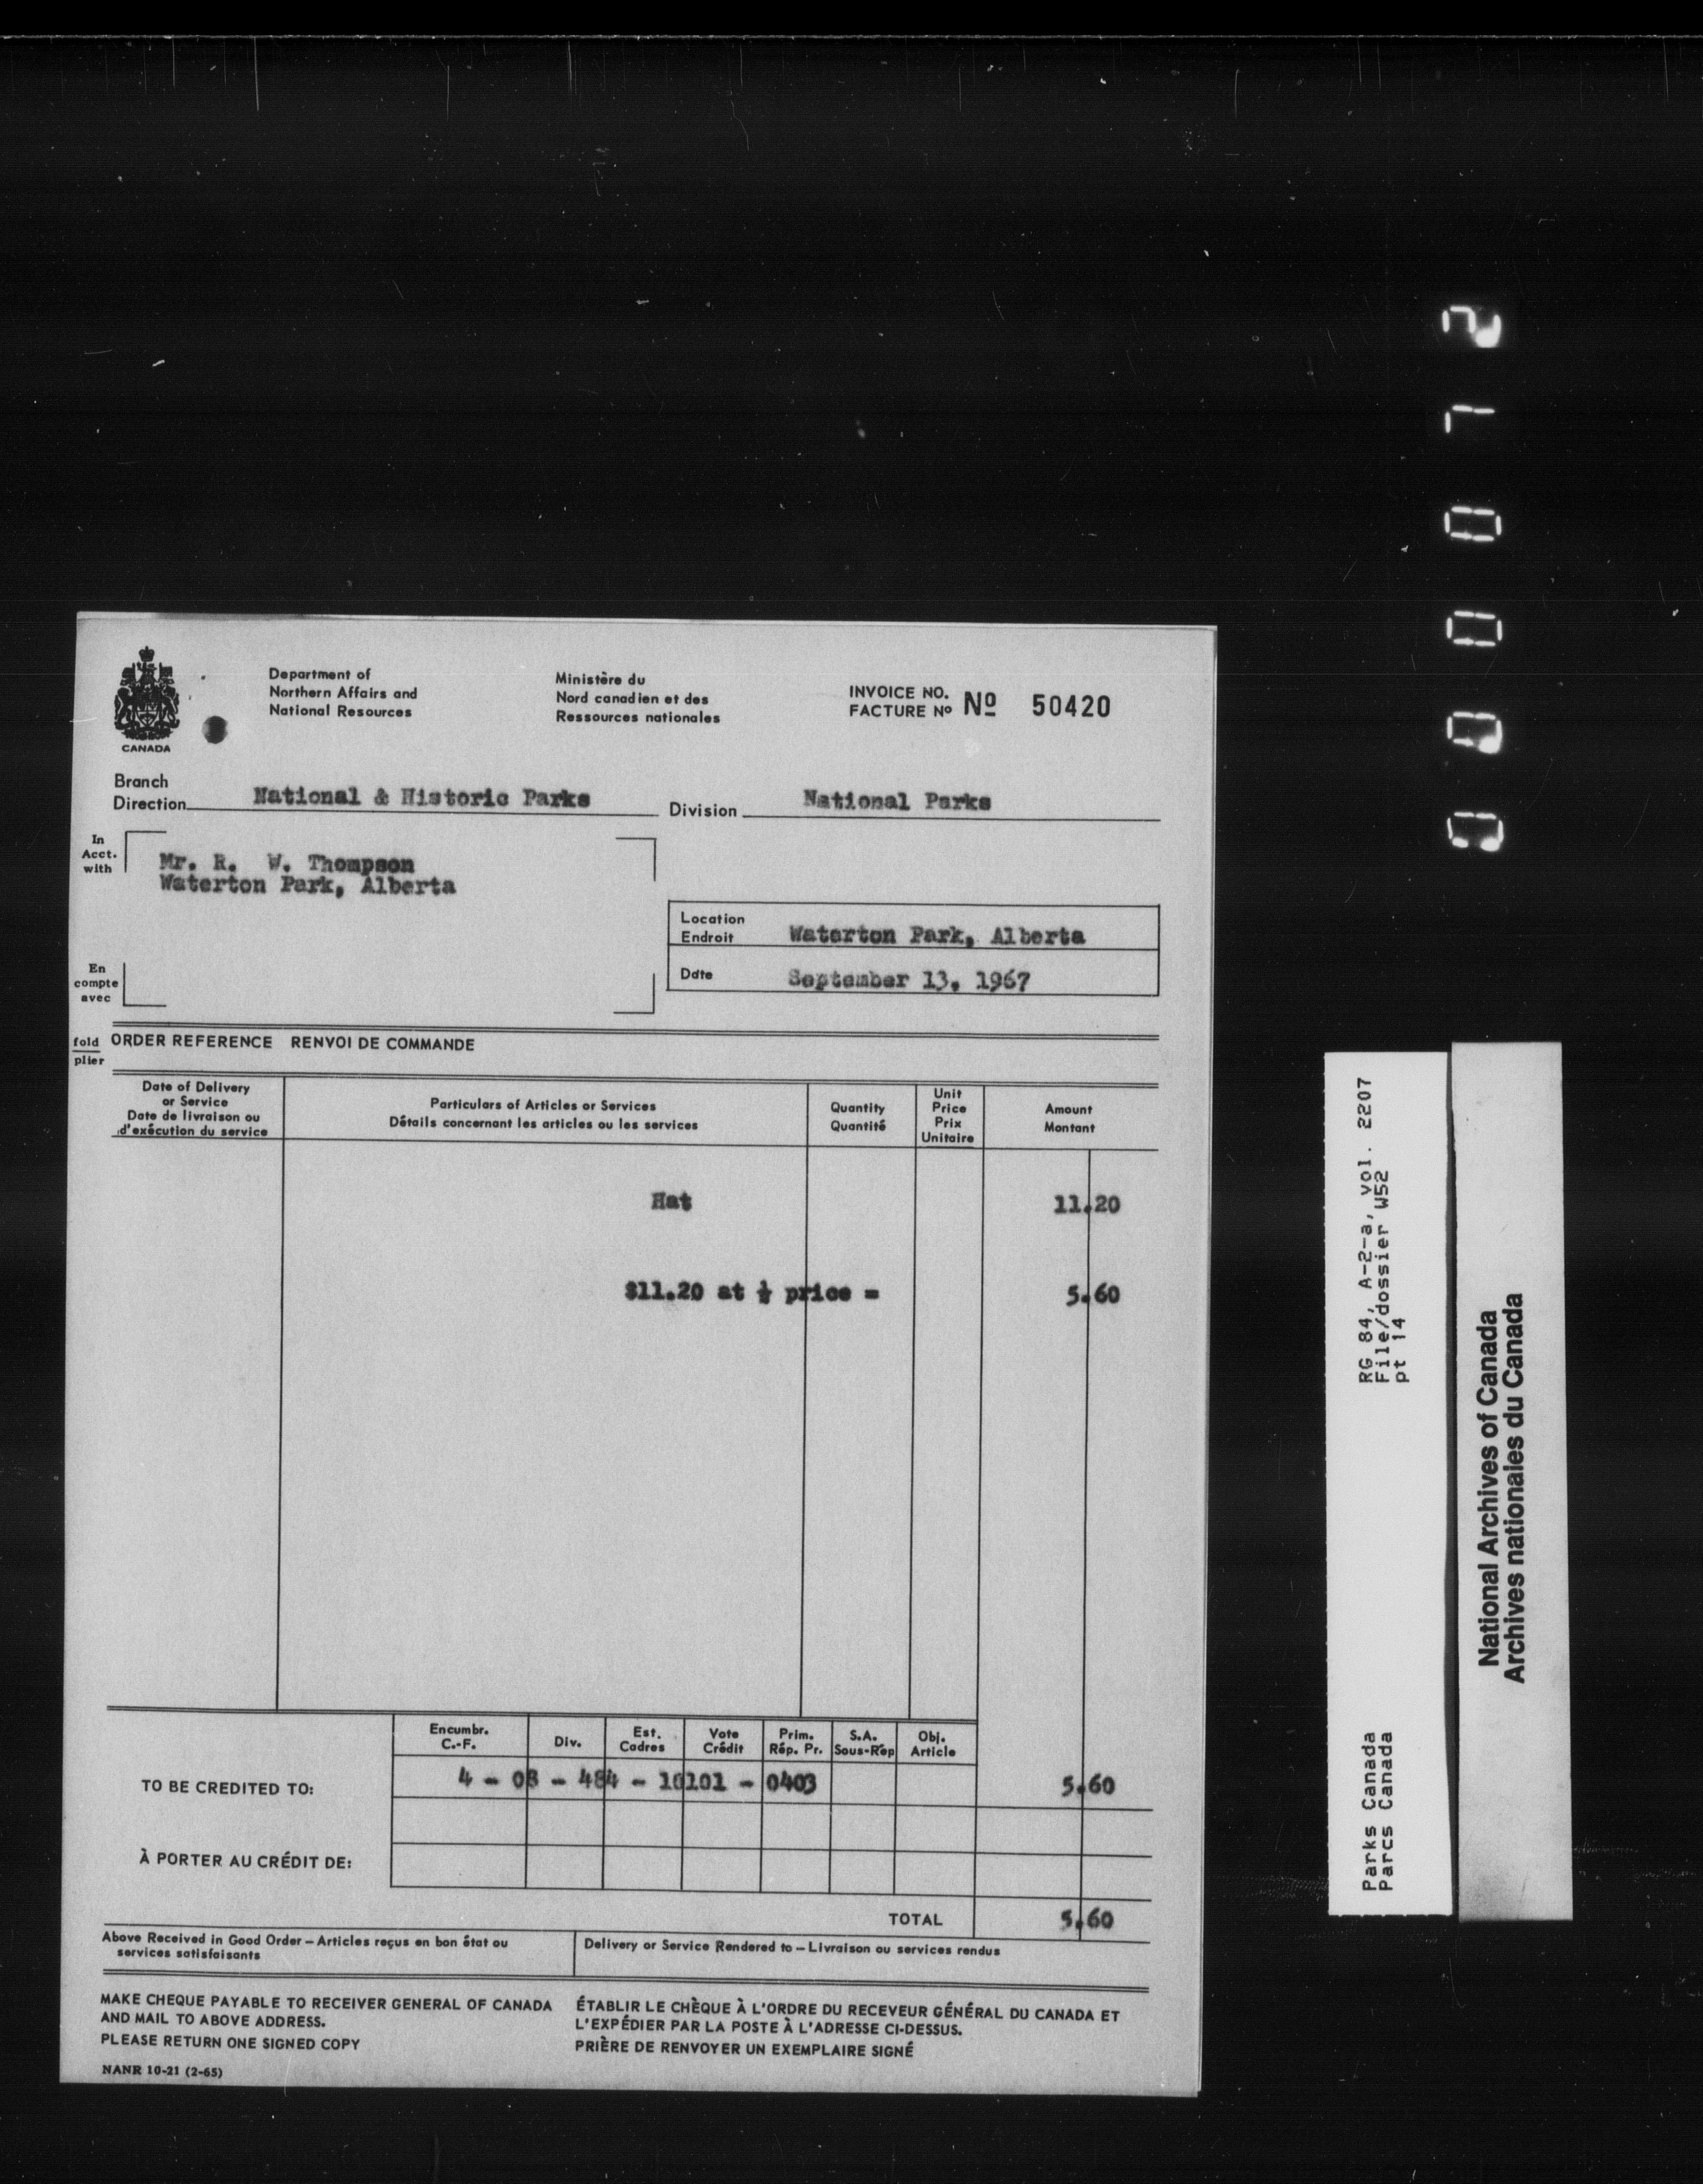 CANADA
Department of
Northern Affairs and
National Resources
Ministère du
Nord canadien et des
Ressources nationales
INVOICE NO.
FACTURE Nº Nº 50420
Branch
Direction National & Historic Parks
Division National Parks
In
Acct.
with
Mr. R. W. Thompson
Waterton Park, Alberta
En
compte
avec
Location
Endroit Waterton Park, Alberta
Date September 13, 1967
fold
plier
ORDER REFERENCE RENVOI DE COMMANDE
Date of Delivery
or Service
Date de livraison ou
d'exécution du service
Particulars of Articles or Services
Détails concernant les articles ou les services
Quantity
Quantité
Unit
Price
Prix
Unitaire
Amount
Montant
Hat 11.20
$11.20 at ½ price = 5.60
Encumbr.
C.-F.
Div.
Est.
Cadres
Vote
Crédit
Prim.
Rép. Pr.
S.A.
Sous-Rép
Obj.
Article
TO BE CREDITED TO: 4 - 08 - 484 - 10101 - 0403 5.60
À PORTER AU CRÉDIT DE:
TOTAL 5.60
Above Received in Good Order – Articles reçus en bon état ou
services satisfaisants
Delivery or Service Rendered to – Livraison ou services rendus
MAKE CHEQUE PAYABLE TO RECEIVER GENERAL OF CANADA
AND MAIL TO ABOVE ADDRESS.
PLEASE RETURN ONE SIGNED COPY
ÉTABLIR LE CHÈQUE À L'ORDRE DU RECEVEUR GÉNÉRAL DU CANADA ET
L'EXPÉDIER PAR LA POSTE À L'ADRESSE CI-DESSUS.
PRIÈRE DE RENVOYER UN EXEMPLAIRE SIGNÉ
NANR 10-21 (2-65)
Parks Canada
Parcs Canada
RG 84, A-2-a, vol. 2207
File/dossier W52
pt 14
National Archives of Canada
Archives nationales du Canada